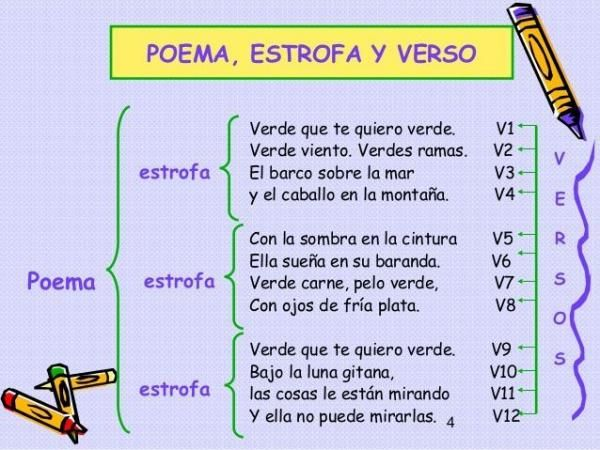 POEMA, ESTROFA Y VERSO
Poema
estrofa
Verde que te quiero verde. V1
Verde viento. Verdes ramas. V2
El barco sobre la mar V3
y el caballo en la montaña. V4
estrofa
Con la sombra en la cintura V5
Ella sueña en su baranda. V6
Verde carne, pelo verde, V7
Con ojos de fría plata. V8
estrofa
Verde que te quiero verde. V9
Bajo la luna gitana, V10
las cosas le están mirando V11
Y ella no puede mirarlas. V12
4
VERSOS